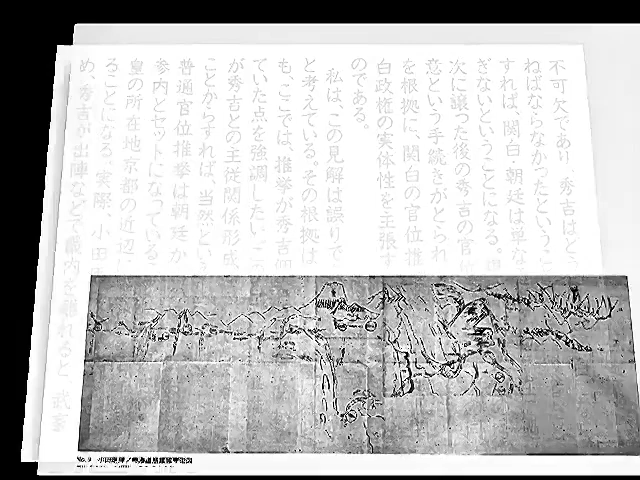 不可欠であり、秀吉はど
ねばならなかったというこ
すれば、関白・朝廷は単な
ぎないということになる。
次に譲った後の秀吉の官位
意という手続きがとられ
を根拠に、関白の官位推
白政権の実体性を主張す
のである。
私は、この見解は誤りで
と考えている。その根拠は
も、ここでは、推挙が秀吉個
ていた点を強調したい。
が秀吉との主従関係形成
ことからすれば、当然とい
普通官位推挙は朝廷か
参内とセットになっている
皇の所在地京都の近辺
ることになる。実際、小田
め、秀吉が出陣などで畿内を離れると
No.9